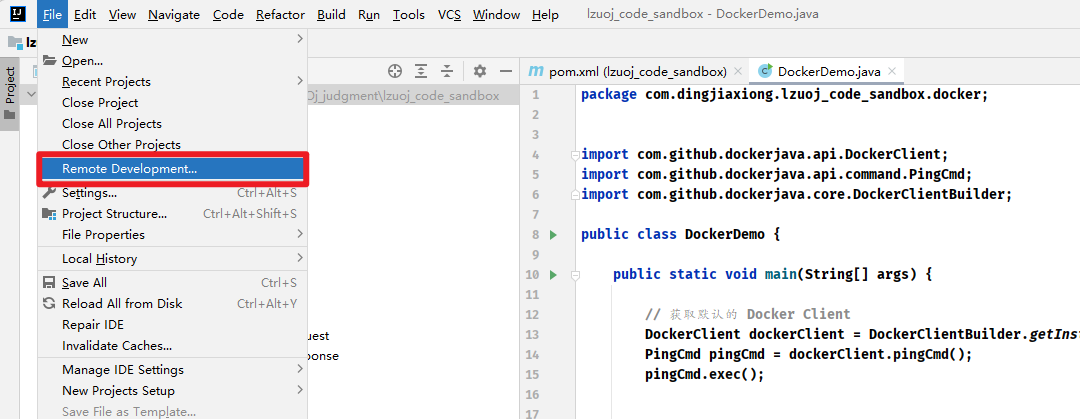 IJ File Edit View Navigate Code Refactor Build Run Tools VCS Window Help lzuoj_code_sandbox - DockerDemo.java
lz
Project
New
Open...
Recent Projects
Close Project
Close All Projects
Close Other Projects
Remote Development...
Settings... Ctrl+Alt+S
Project Structure... Ctrl+Alt+Shift+S
File Properties
Local History
Save All Ctrl+S
Reload All from Disk Ctrl+Alt+Y
Repair IDE
Invalidate Caches...
Manage IDE Settings
New Projects Setup
Save File as Template...
Oj_judgment\lzuoj_code_sandbox
uest
onse
m pom.xml (lzuoj_code_sandbox) DockerDemo.java
1 package com.dingjiaxiong.lzuoj_code_sandbox.docker;
2
3
4 import com.github.dockerjava.api.DockerClient;
5 import com.github.dockerjava.api.command.PingCmd;
6 import com.github.dockerjava.core.DockerClientBuilder;
7
8 public class DockerDemo {
9
10 public static void main(String[] args) {
11
12 // 获取默认的 Docker Client
13 DockerClient dockerClient = DockerClientBuilder.getInst
14 PingCmd pingCmd = dockerClient.pingCmd();
15 pingCmd.exec();
16
17